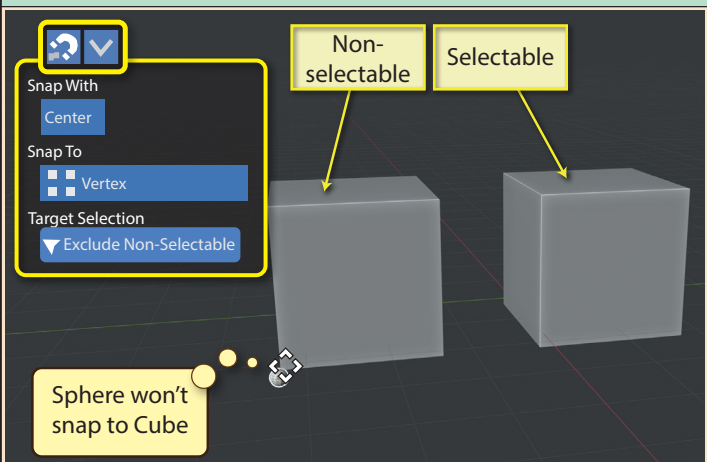 Snap With
Center
Snap To
Vertex
Target Selection
Exclude Non-Selectable
Non-
selectable
Selectable
Sphere won’t
snap to Cube